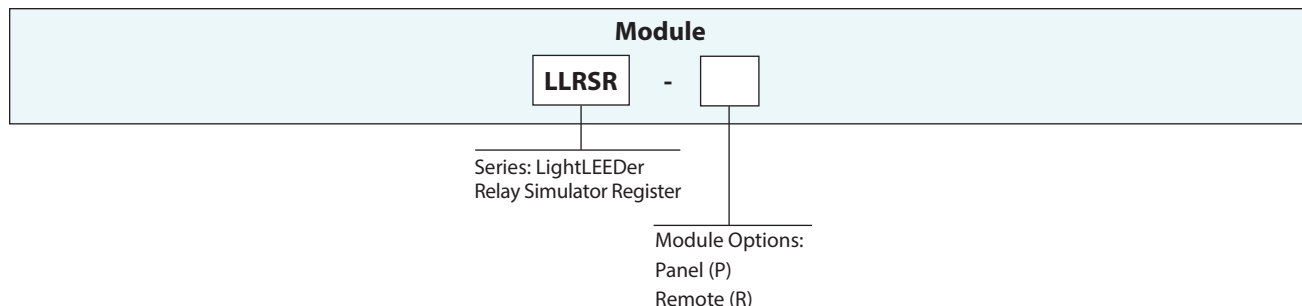 Module
LLRSR -
Series: LightLEEDer
Relay Simulator Register
Module Options:
Panel (P)
Remote (R)